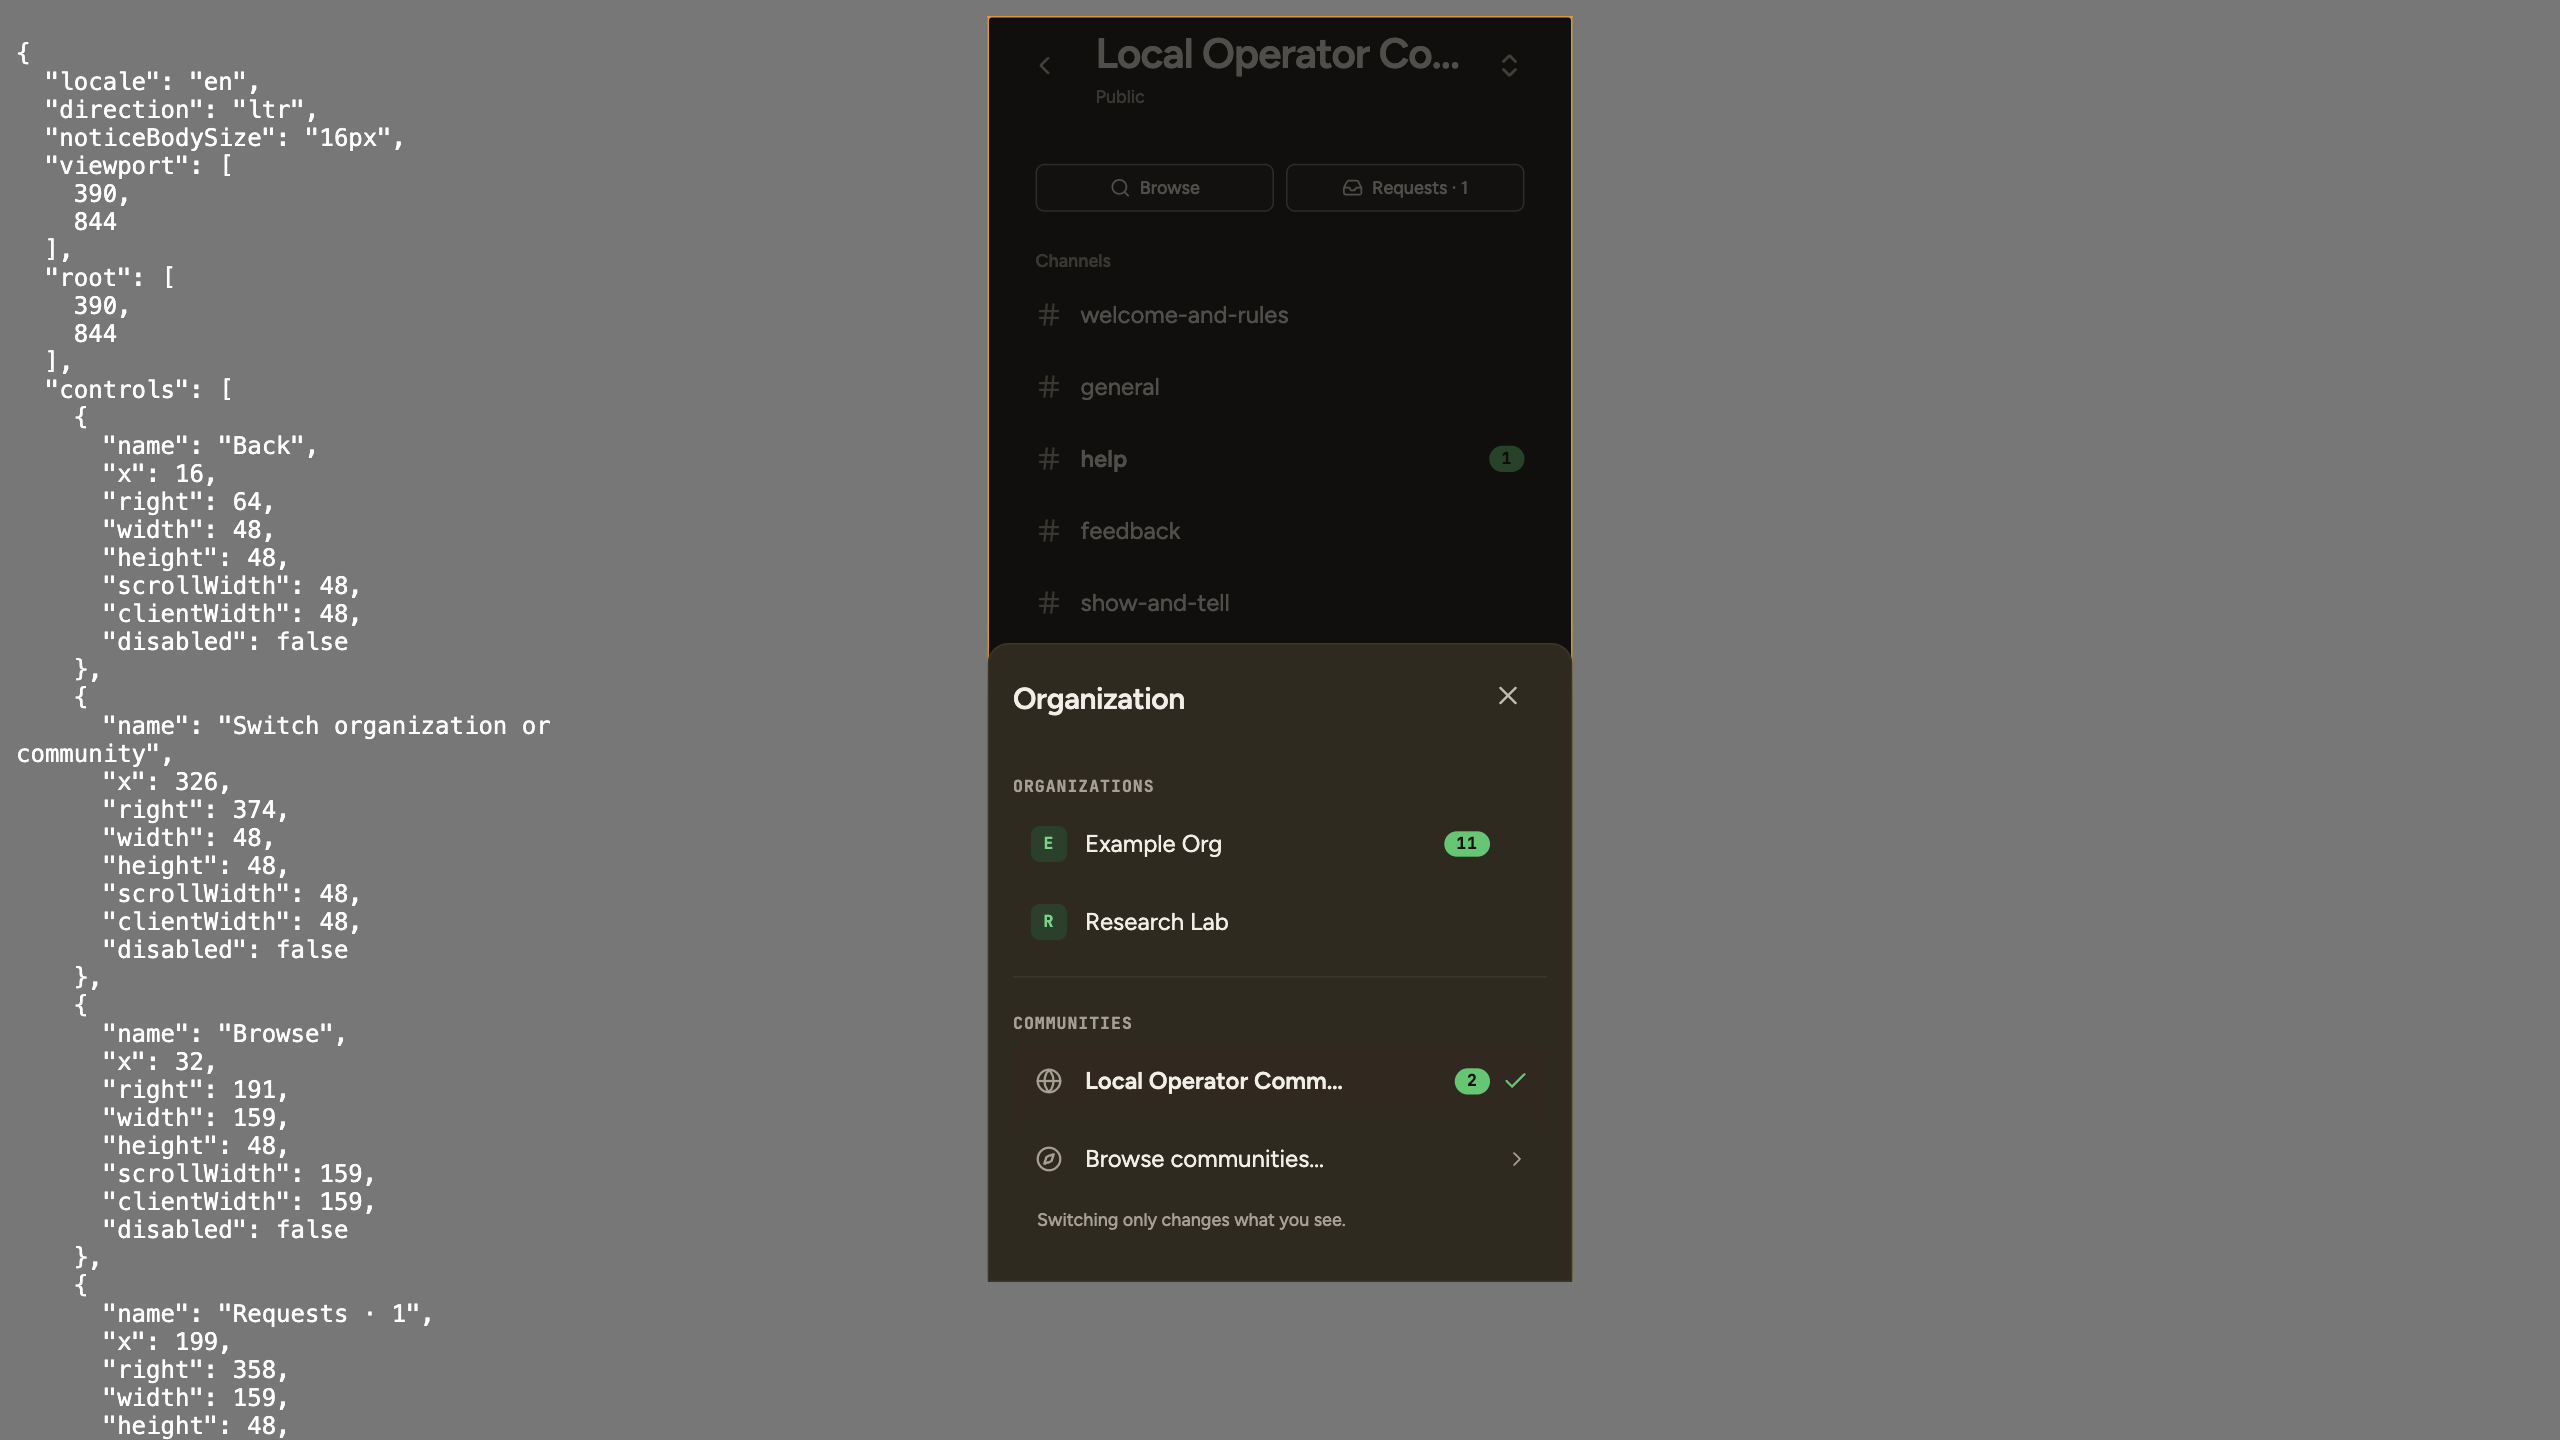 {
"locale": "en",
"direction": "ltr",
"noticeBodySize": "16px",
"viewport": [
390,
844
],
"root": [
390,
844
],
"controls": [
{
"name": "Back",
"x": 16,
"right": 64,
"width": 48,
"height": 48,
"scrollWidth": 48,
"clientWidth": 48,
"disabled": false
},
{
"name": "Switch organization or
community",
"x": 326,
"right": 374,
"width": 48,
"height": 48,
"scrollWidth": 48,
"clientWidth": 48,
"disabled": false
},
{
"name": "Browse",
"x": 32,
"right": 191,
"width": 159,
"height": 48,
"scrollWidth": 159,
"clientWidth": 159,
"disabled": false
},
{
"name": "Requests · 1",
"x": 199,
"right": 358,
"width": 159,
"height": 48,
Local Operator Co...
Public
Browse
Requests · 1
Channels
# welcome-and-rules
# general
# help 1
# feedback
# show-and-tell
Organization
ORGANIZATIONS
E Example Org 11
R Research Lab
COMMUNITIES
Local Operator Comm... 2
Browse communities...
Switching only changes what you see.